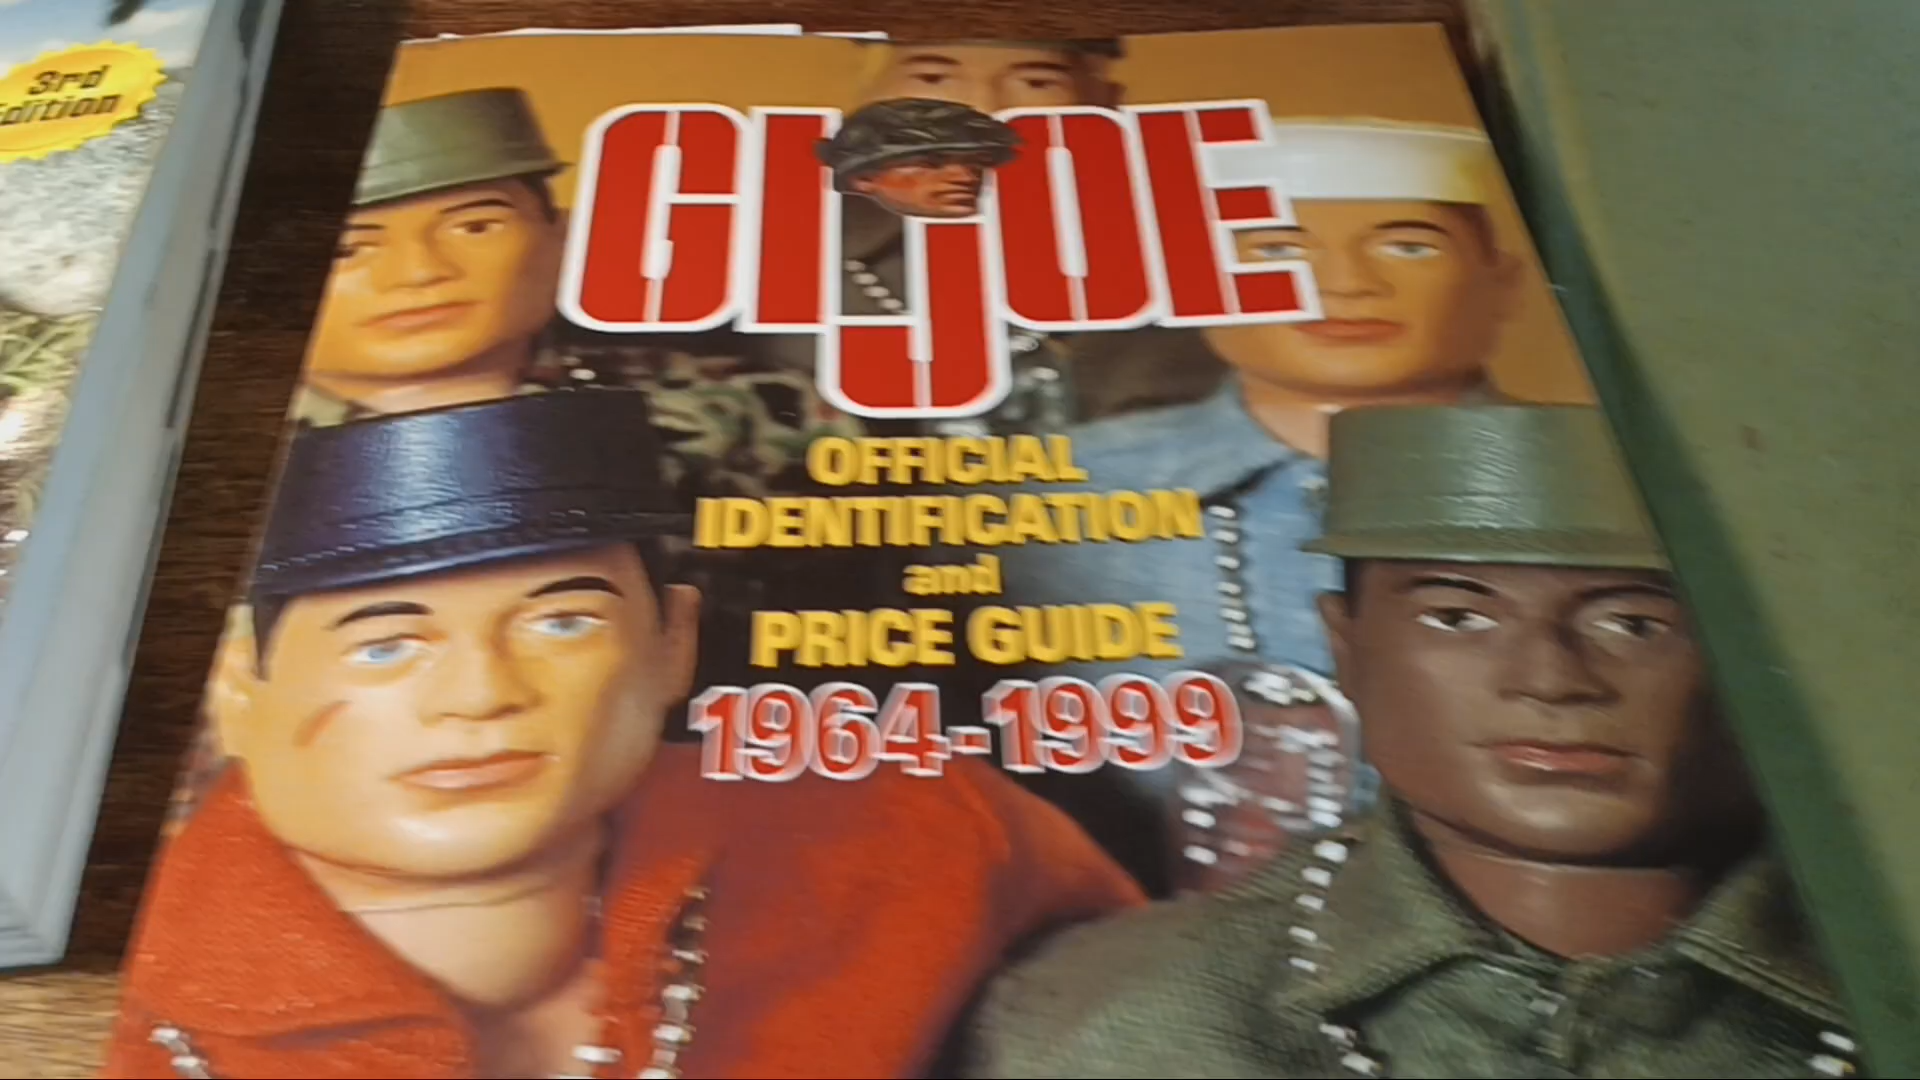 3rd
Edition
GI JOE
OFFICIAL
IDENTIFICATION
and
PRICE GUIDE
1964-1999